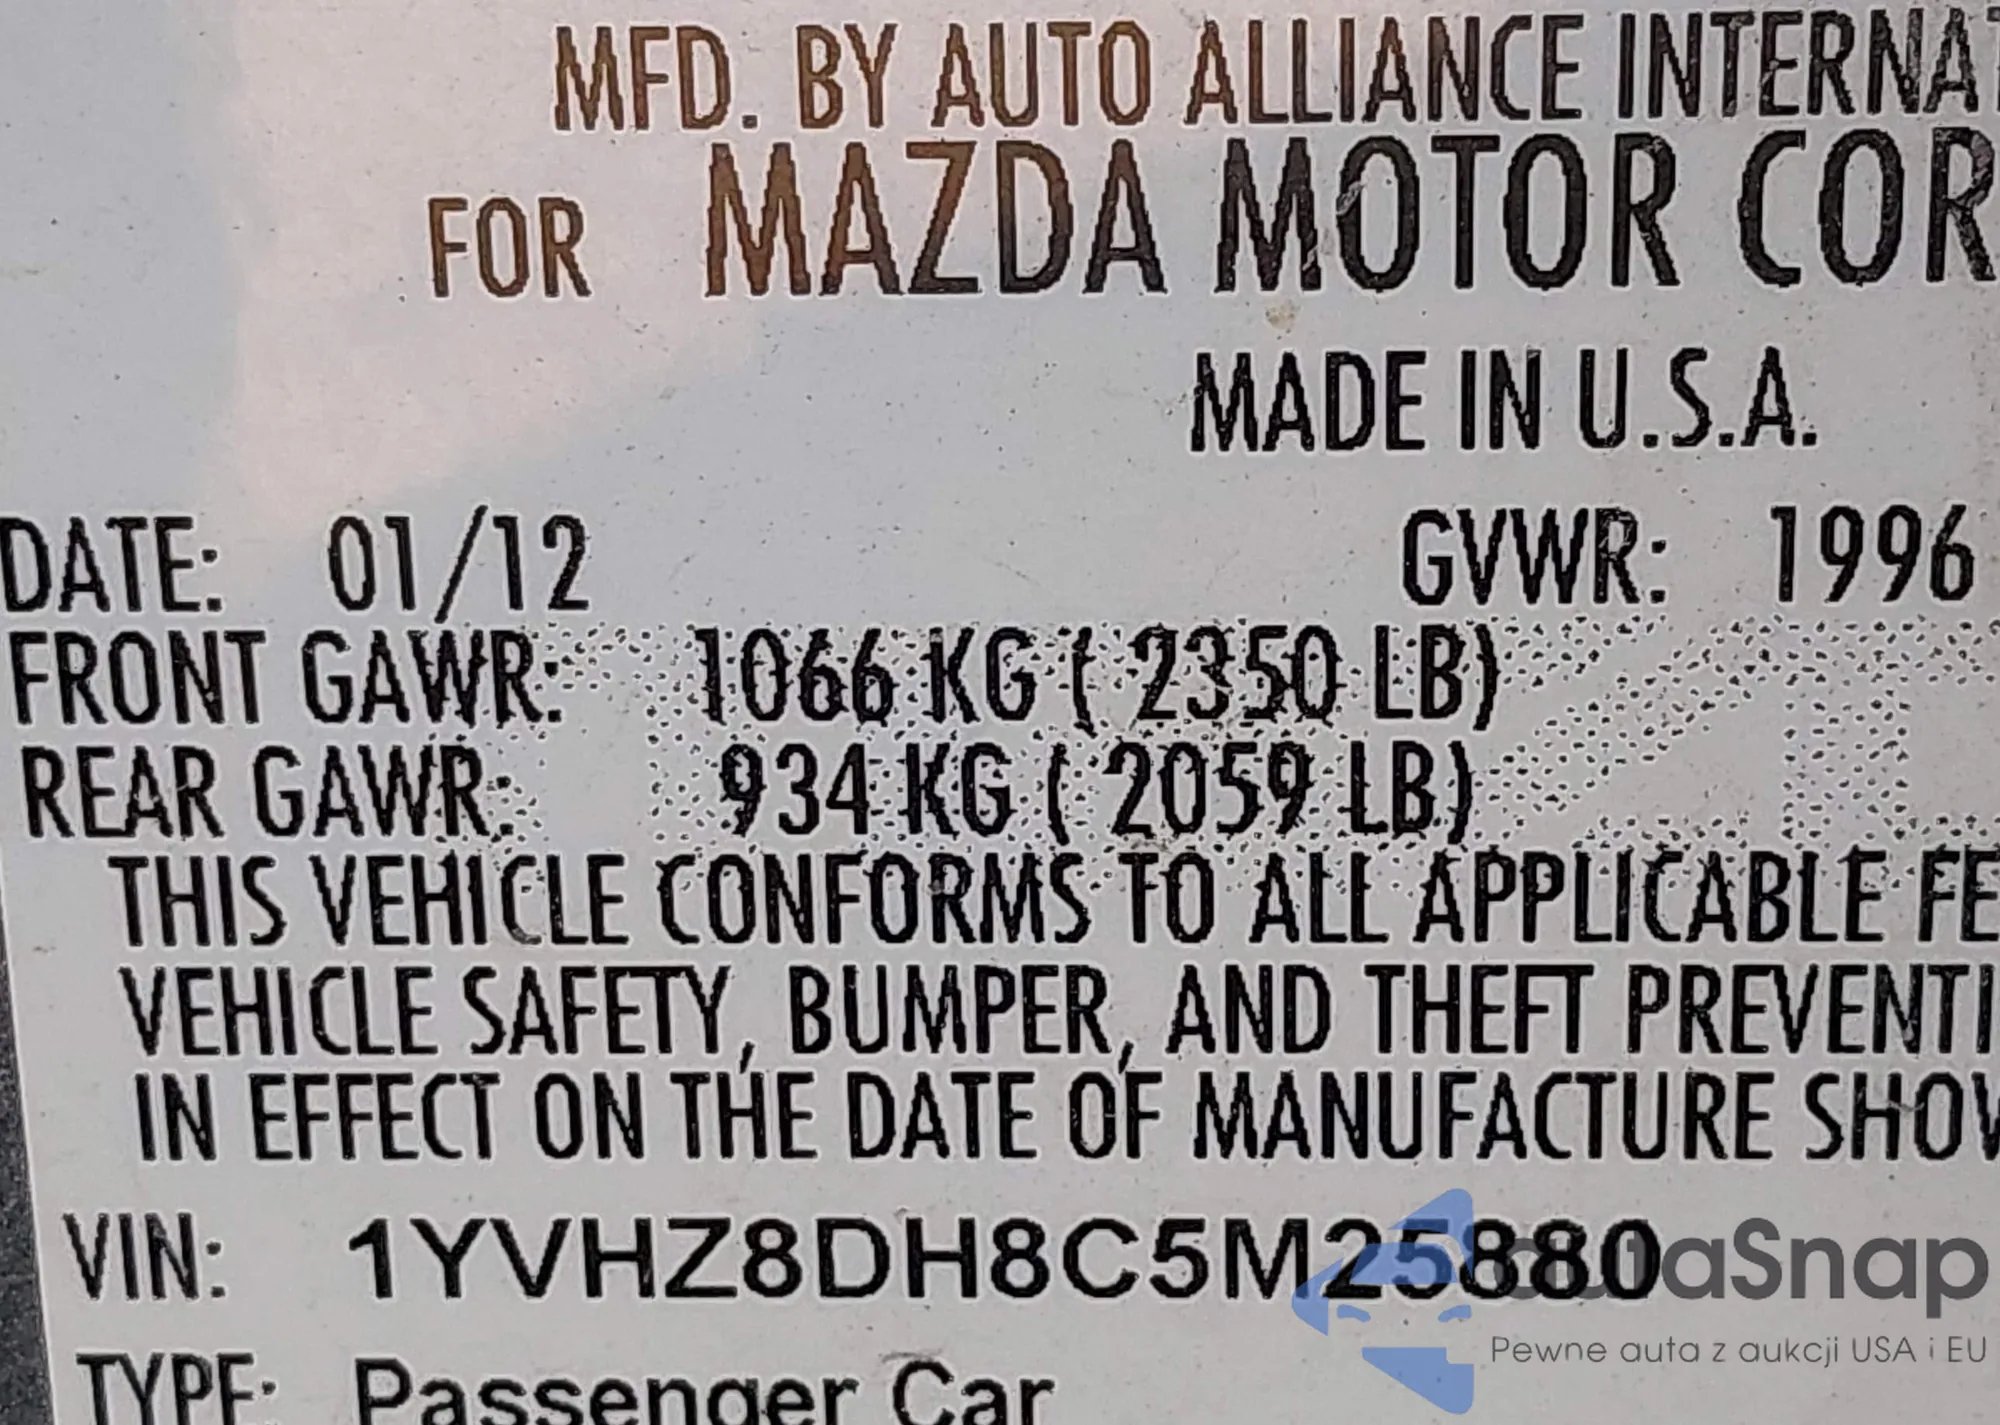 MFD. BY AUTO ALLIANCE INTERNAT
FOR MAZDA MOTOR COR
MADE IN U.S.A.
DATE: 01/12 GVWR: 1996
FRONT GAWR: 1066 KG ( 2350 LB)
REAR GAWR: 934 KG ( 2059 LB)
THIS VEHICLE CONFORMS TO ALL APPLICABLE FE
VEHICLE SAFETY, BUMPER, AND THEFT PREVENTI
IN EFFECT ON THE DATE OF MANUFACTURE SHOW
VIN: 1YVHZ8DH8C5M25880
autaSnap
Pewne auta z aukcji USA i EU
TYPE: Passenger Car